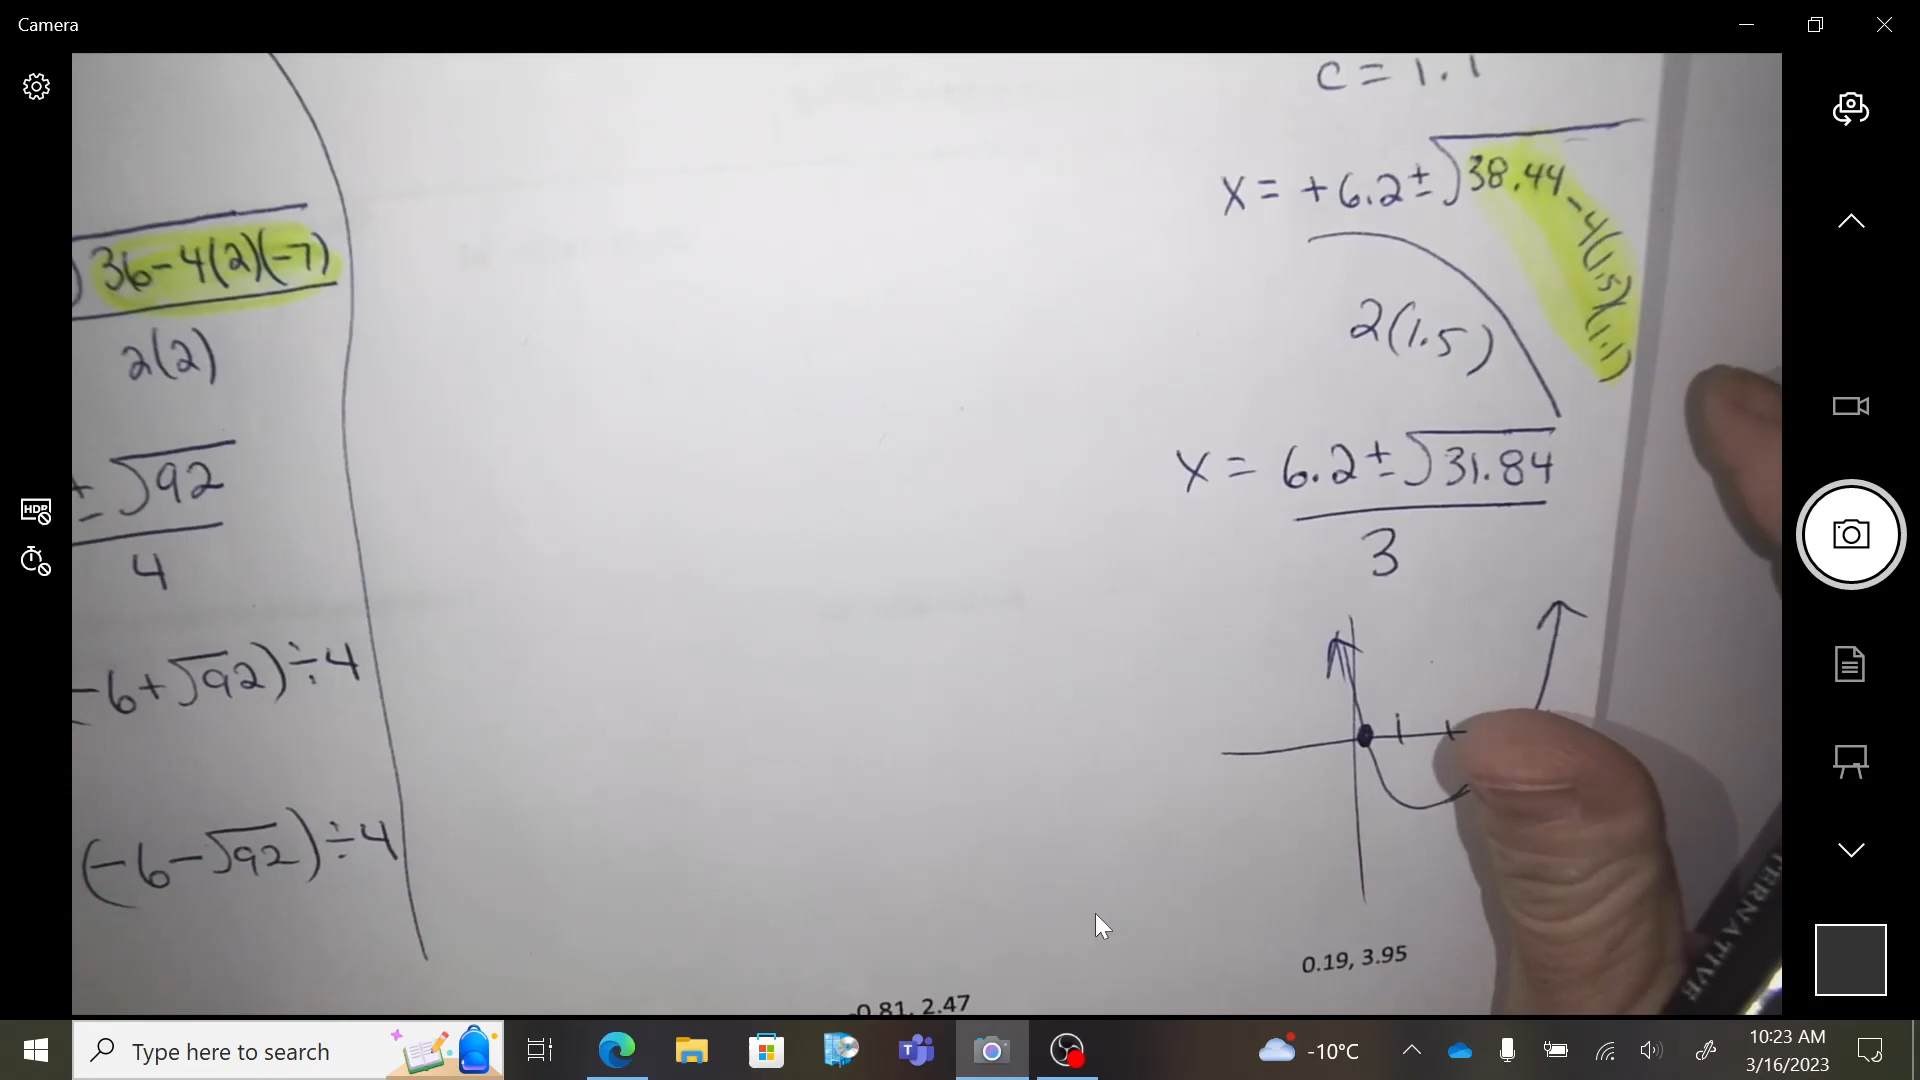 Camera
c = 1.1
x = +6.2 ± √38.44 - 4(1.5)(1.1)
2(1.5)
x = 6.2 ± √31.84
3
36 - 4(2)(-7)
2(2)
± √92
4
-6 + √92) ÷ 4
(-6 - √92) ÷ 4
0.19, 3.95
-0.81, 2.47
TERNATIVE
HDR
Type here to search
-10°C
10:23 AM
3/16/2023